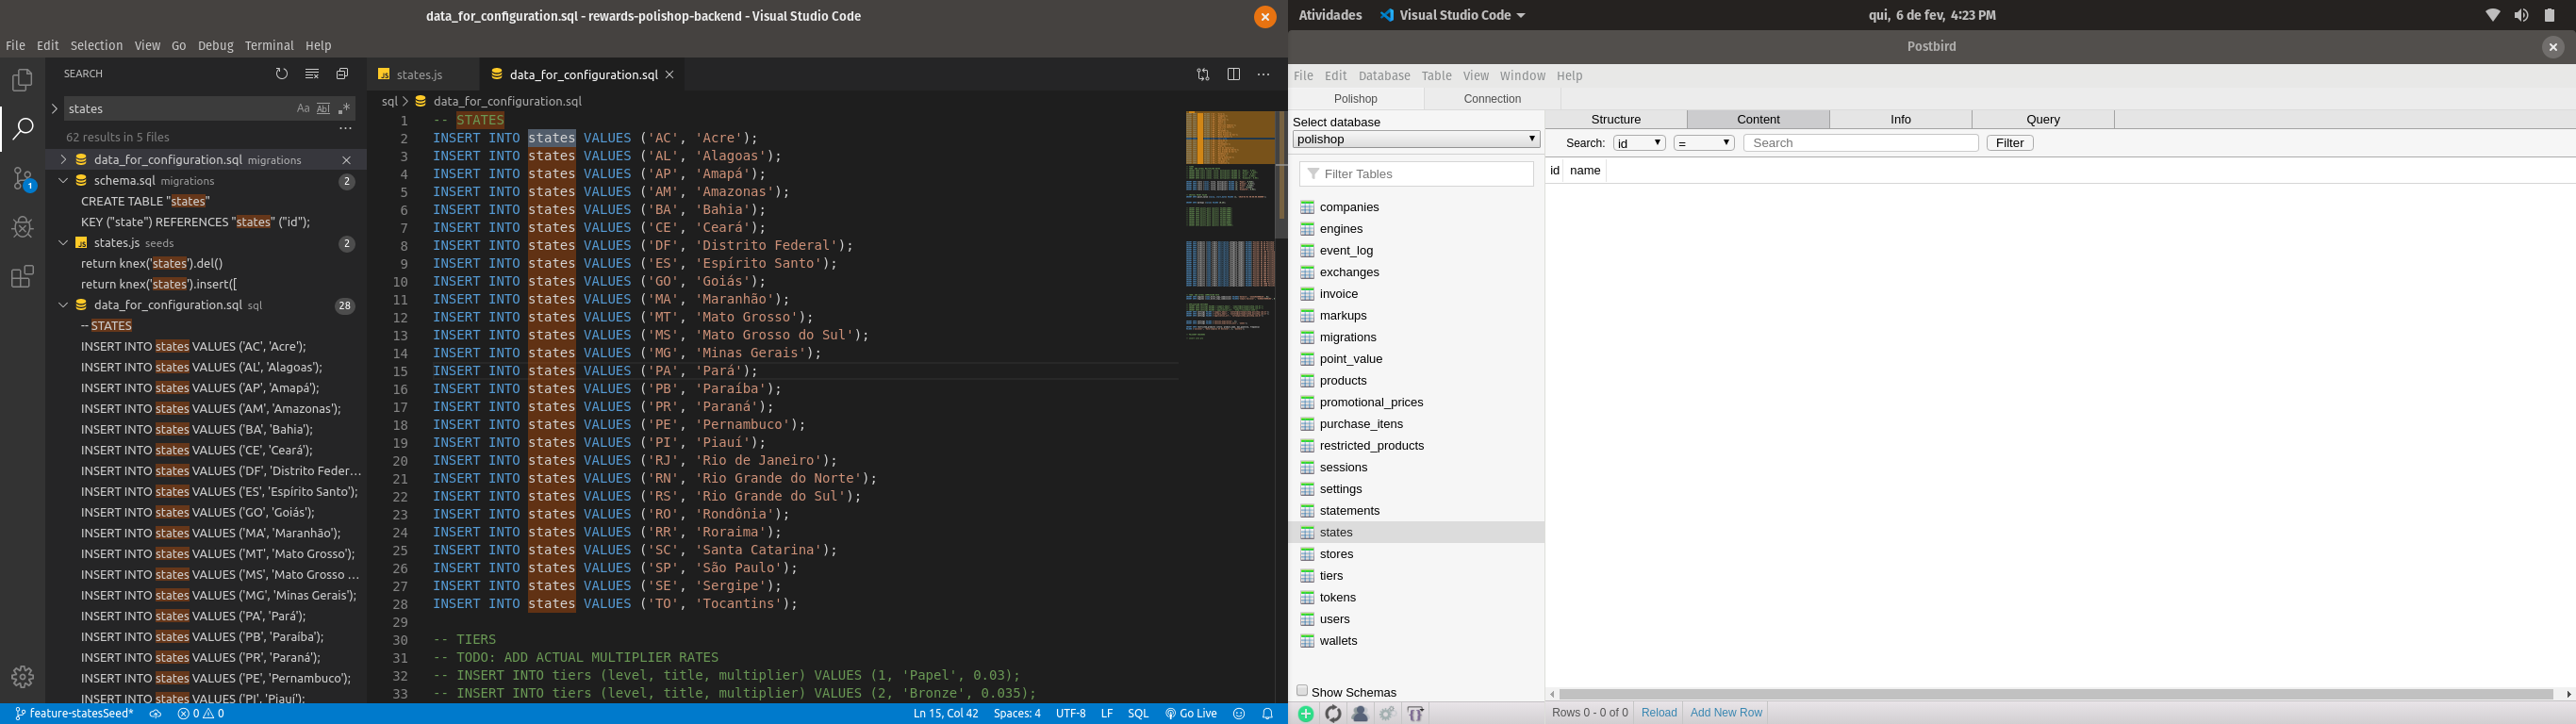 data_for_configuration.sql - rewards-polishop-backend - Visual Studio Code
File Edit Selection View Go Debug Terminal Help
SEARCH
states
Aa Abl .*
62 results in 5 files
data_for_configuration.sql migrations
schema.sql migrations 2
CREATE TABLE "states"
KEY ("state") REFERENCES "states" ("id");
states.js seeds 2
return knex('states').del()
return knex('states').insert([
data_for_configuration.sql sql 28
-- STATES
INSERT INTO states VALUES ('AC', 'Acre');
INSERT INTO states VALUES ('AL', 'Alagoas');
INSERT INTO states VALUES ('AP', 'Amapá');
INSERT INTO states VALUES ('AM', 'Amazonas');
INSERT INTO states VALUES ('BA', 'Bahia');
INSERT INTO states VALUES ('CE', 'Ceará');
INSERT INTO states VALUES ('DF', 'Distrito Feder...
INSERT INTO states VALUES ('ES', 'Espírito Santo');
INSERT INTO states VALUES ('GO', 'Goiás');
INSERT INTO states VALUES ('MA', 'Maranhão');
INSERT INTO states VALUES ('MT', 'Mato Grosso');
INSERT INTO states VALUES ('MS', 'Mato Grosso ...
INSERT INTO states VALUES ('MG', 'Minas Gerais');
INSERT INTO states VALUES ('PA', 'Pará');
INSERT INTO states VALUES ('PB', 'Paraíba');
INSERT INTO states VALUES ('PR', 'Paraná');
INSERT INTO states VALUES ('PE', 'Pernambuco');
INSERT INTO states VALUES ('PI', 'Piauí');
states.js data_for_configuration.sql
sql > data_for_configuration.sql
1 -- STATES
2 INSERT INTO states VALUES ('AC', 'Acre');
3 INSERT INTO states VALUES ('AL', 'Alagoas');
4 INSERT INTO states VALUES ('AP', 'Amapá');
5 INSERT INTO states VALUES ('AM', 'Amazonas');
6 INSERT INTO states VALUES ('BA', 'Bahia');
7 INSERT INTO states VALUES ('CE', 'Ceará');
8 INSERT INTO states VALUES ('DF', 'Distrito Federal');
9 INSERT INTO states VALUES ('ES', 'Espírito Santo');
10 INSERT INTO states VALUES ('GO', 'Goiás');
11 INSERT INTO states VALUES ('MA', 'Maranhão');
12 INSERT INTO states VALUES ('MT', 'Mato Grosso');
13 INSERT INTO states VALUES ('MS', 'Mato Grosso do Sul');
14 INSERT INTO states VALUES ('MG', 'Minas Gerais');
15 INSERT INTO states VALUES ('PA', 'Pará');
16 INSERT INTO states VALUES ('PB', 'Paraíba');
17 INSERT INTO states VALUES ('PR', 'Paraná');
18 INSERT INTO states VALUES ('PE', 'Pernambuco');
19 INSERT INTO states VALUES ('PI', 'Piauí');
20 INSERT INTO states VALUES ('RJ', 'Rio de Janeiro');
21 INSERT INTO states VALUES ('RN', 'Rio Grande do Norte');
22 INSERT INTO states VALUES ('RS', 'Rio Grande do Sul');
23 INSERT INTO states VALUES ('RO', 'Rondônia');
24 INSERT INTO states VALUES ('RR', 'Roraima');
25 INSERT INTO states VALUES ('SC', 'Santa Catarina');
26 INSERT INTO states VALUES ('SP', 'São Paulo');
27 INSERT INTO states VALUES ('SE', 'Sergipe');
28 INSERT INTO states VALUES ('TO', 'Tocantins');
29
30 -- TIERS
31 -- TODO: ADD ACTUAL MULTIPLIER RATES
32 -- INSERT INTO tiers (level, title, multiplier) VALUES (1, 'Papel', 0.03);
33 -- INSERT INTO tiers (level, title, multiplier) VALUES (2, 'Bronze', 0.035);
feature-statesSeed* 0 0 Ln 15, Col 42 Spaces: 4 UTF-8 LF SQL Go Live
Atividades Visual Studio Code qui, 6 de fev, 4:23 PM
Postbird
File Edit Database Table View Window Help
Polishop Connection
Select database
polishop
Filter Tables
companies
engines
event_log
exchanges
invoice
markups
migrations
point_value
products
promotional_prices
purchase_itens
restricted_products
sessions
settings
statements
states
stores
tiers
tokens
users
wallets
Show Schemas
Structure Content Info Query
Search: id = Search Filter
id name
Rows 0 - 0 of 0 Reload Add New Row